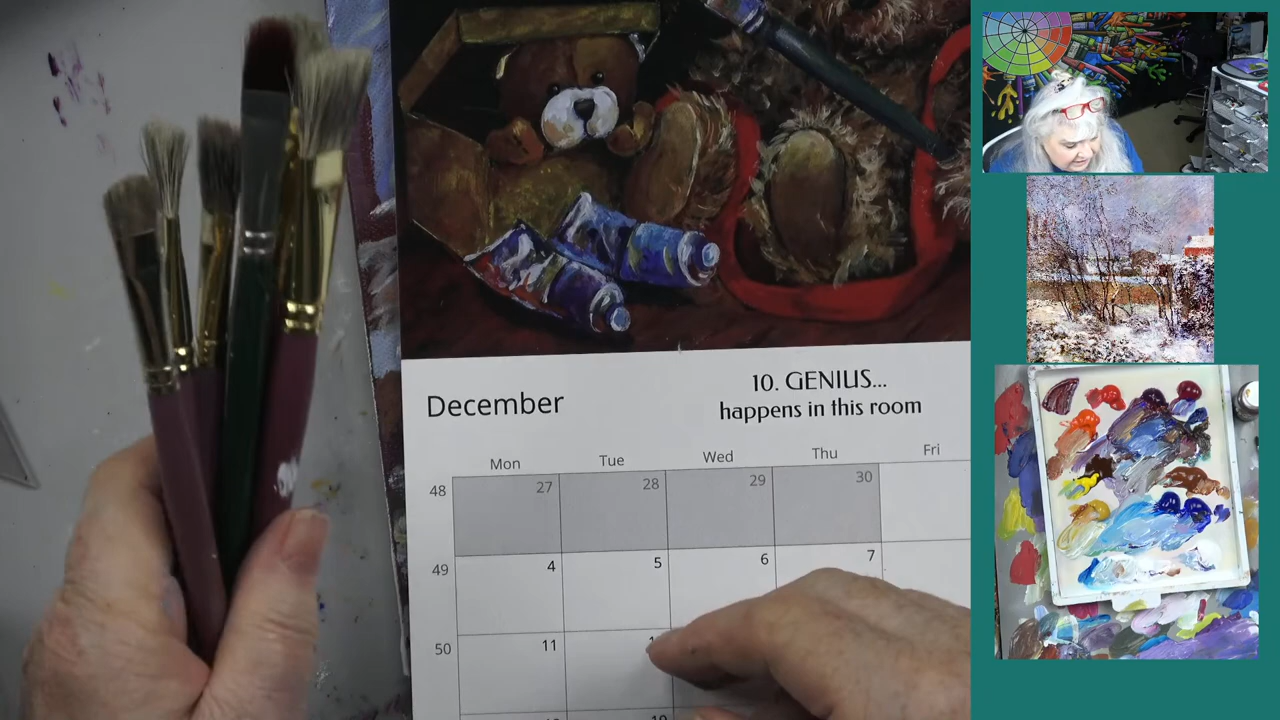 10. GENIUS...
happens in this room
December
Mon Tue Wed Thu Fri
48 27 28 29 30
49 4 5 6 7
50 11